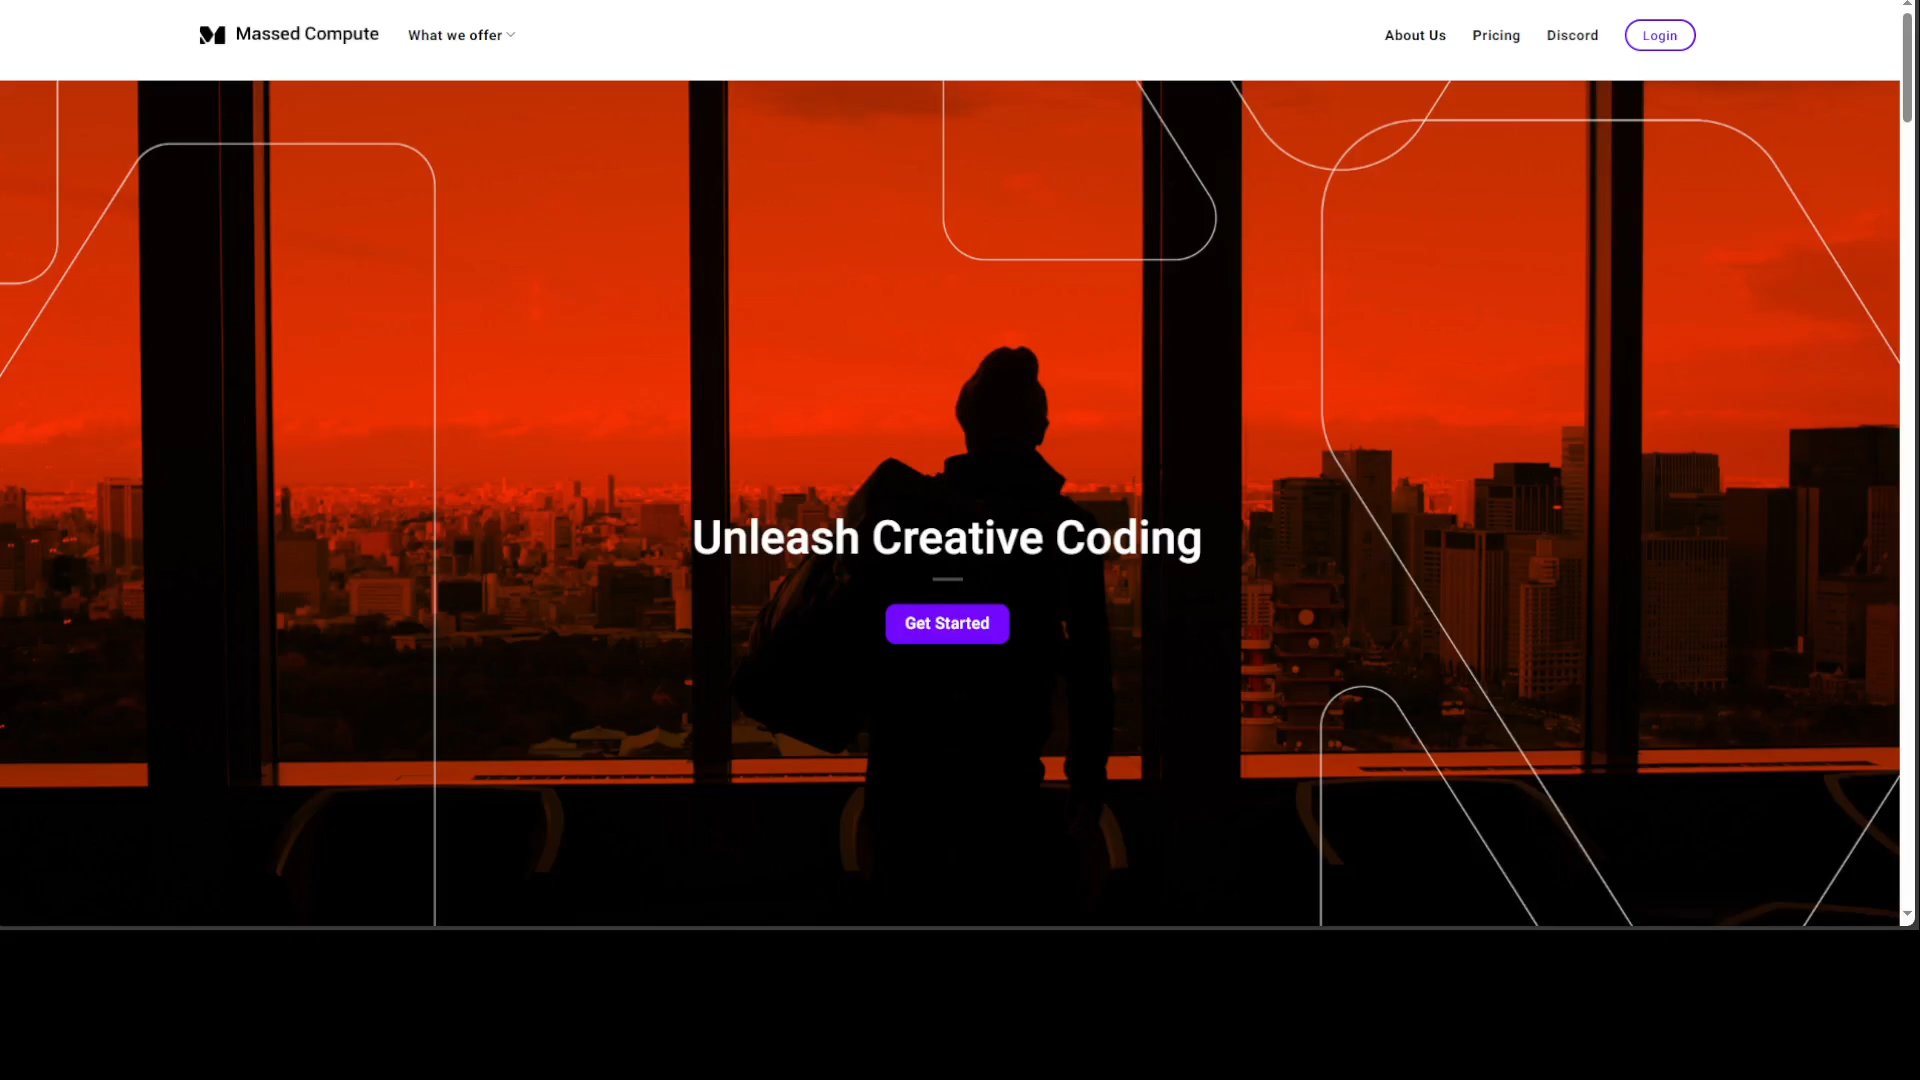 Massed Compute
What we offer
About Us
Pricing
Discord
Login
Unleash Creative Coding
Get Started